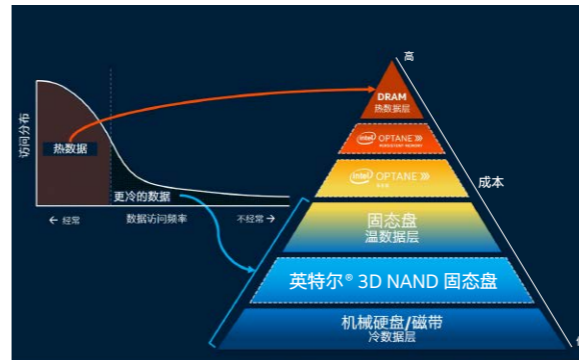 高
DRAM
热数据层
intel OPTANE
intel OPTANE
成本
固态盘
温数据层
英特尔® 3D NAND 固态盘
机械硬盘/磁带
冷数据层
访问分布
热数据
更冷的数据
← 经常
数据访问频率
不经常 →